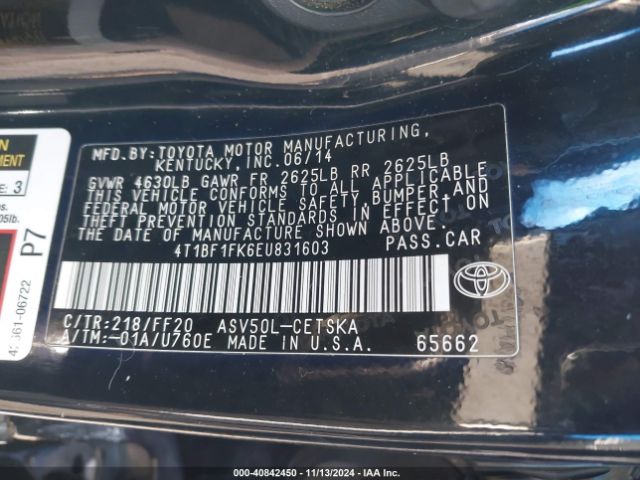 MFD.BY:TOYOTA MOTOR MANUFACTURING,
KENTUCKY, INC. 06/14
GVWR 4630LB GAWR FR 2625LB RR 2625LB
THIS VEHICLE CONFORMS TO ALL APPLICABLE
FEDERAL MOTOR VEHICLE SAFETY, BUMPER, AND
THEFT PREVENTION STANDARDS IN EFFECT ON
THE DATE OF MANUFACTURE SHOWN ABOVE.
4T1BF1FK6EU831603 PASS.CAR
C/TR:218/FF20 ASV50L-CETSKA
A/TM:-01A/U760E MADE IN U.S.A. 65662
TOYOTA
3
P7
000-40842450 - 11/13/2024 - IAA Inc.